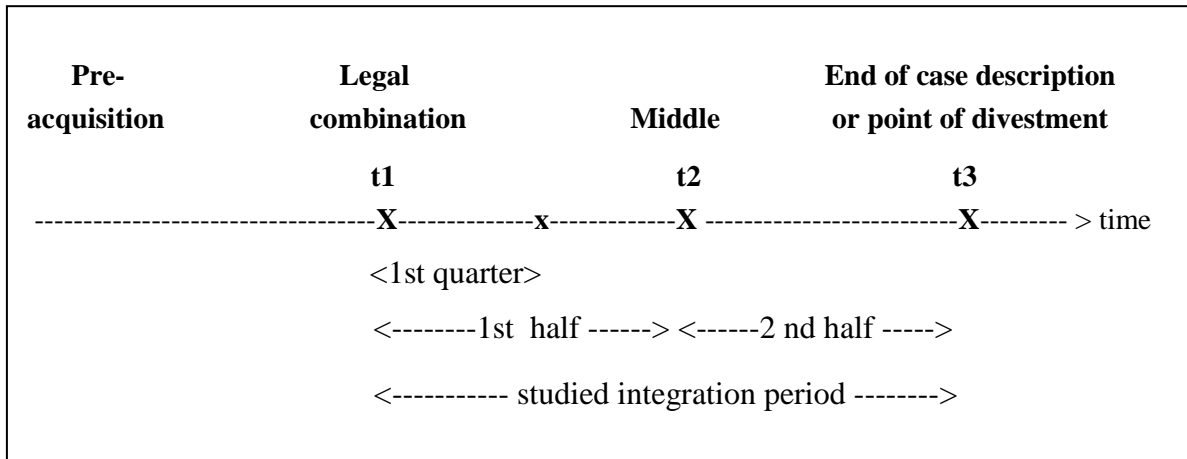 Pre- Legal End of case description
acquisition combination Middle or point of divestment
t1 t2 t3
-------------------------------------X--------------x-------------X --------------------------X--------- > time
<1st quarter>
<--------1st half ------> <------2 nd half ----->
<----------- studied integration period -------->